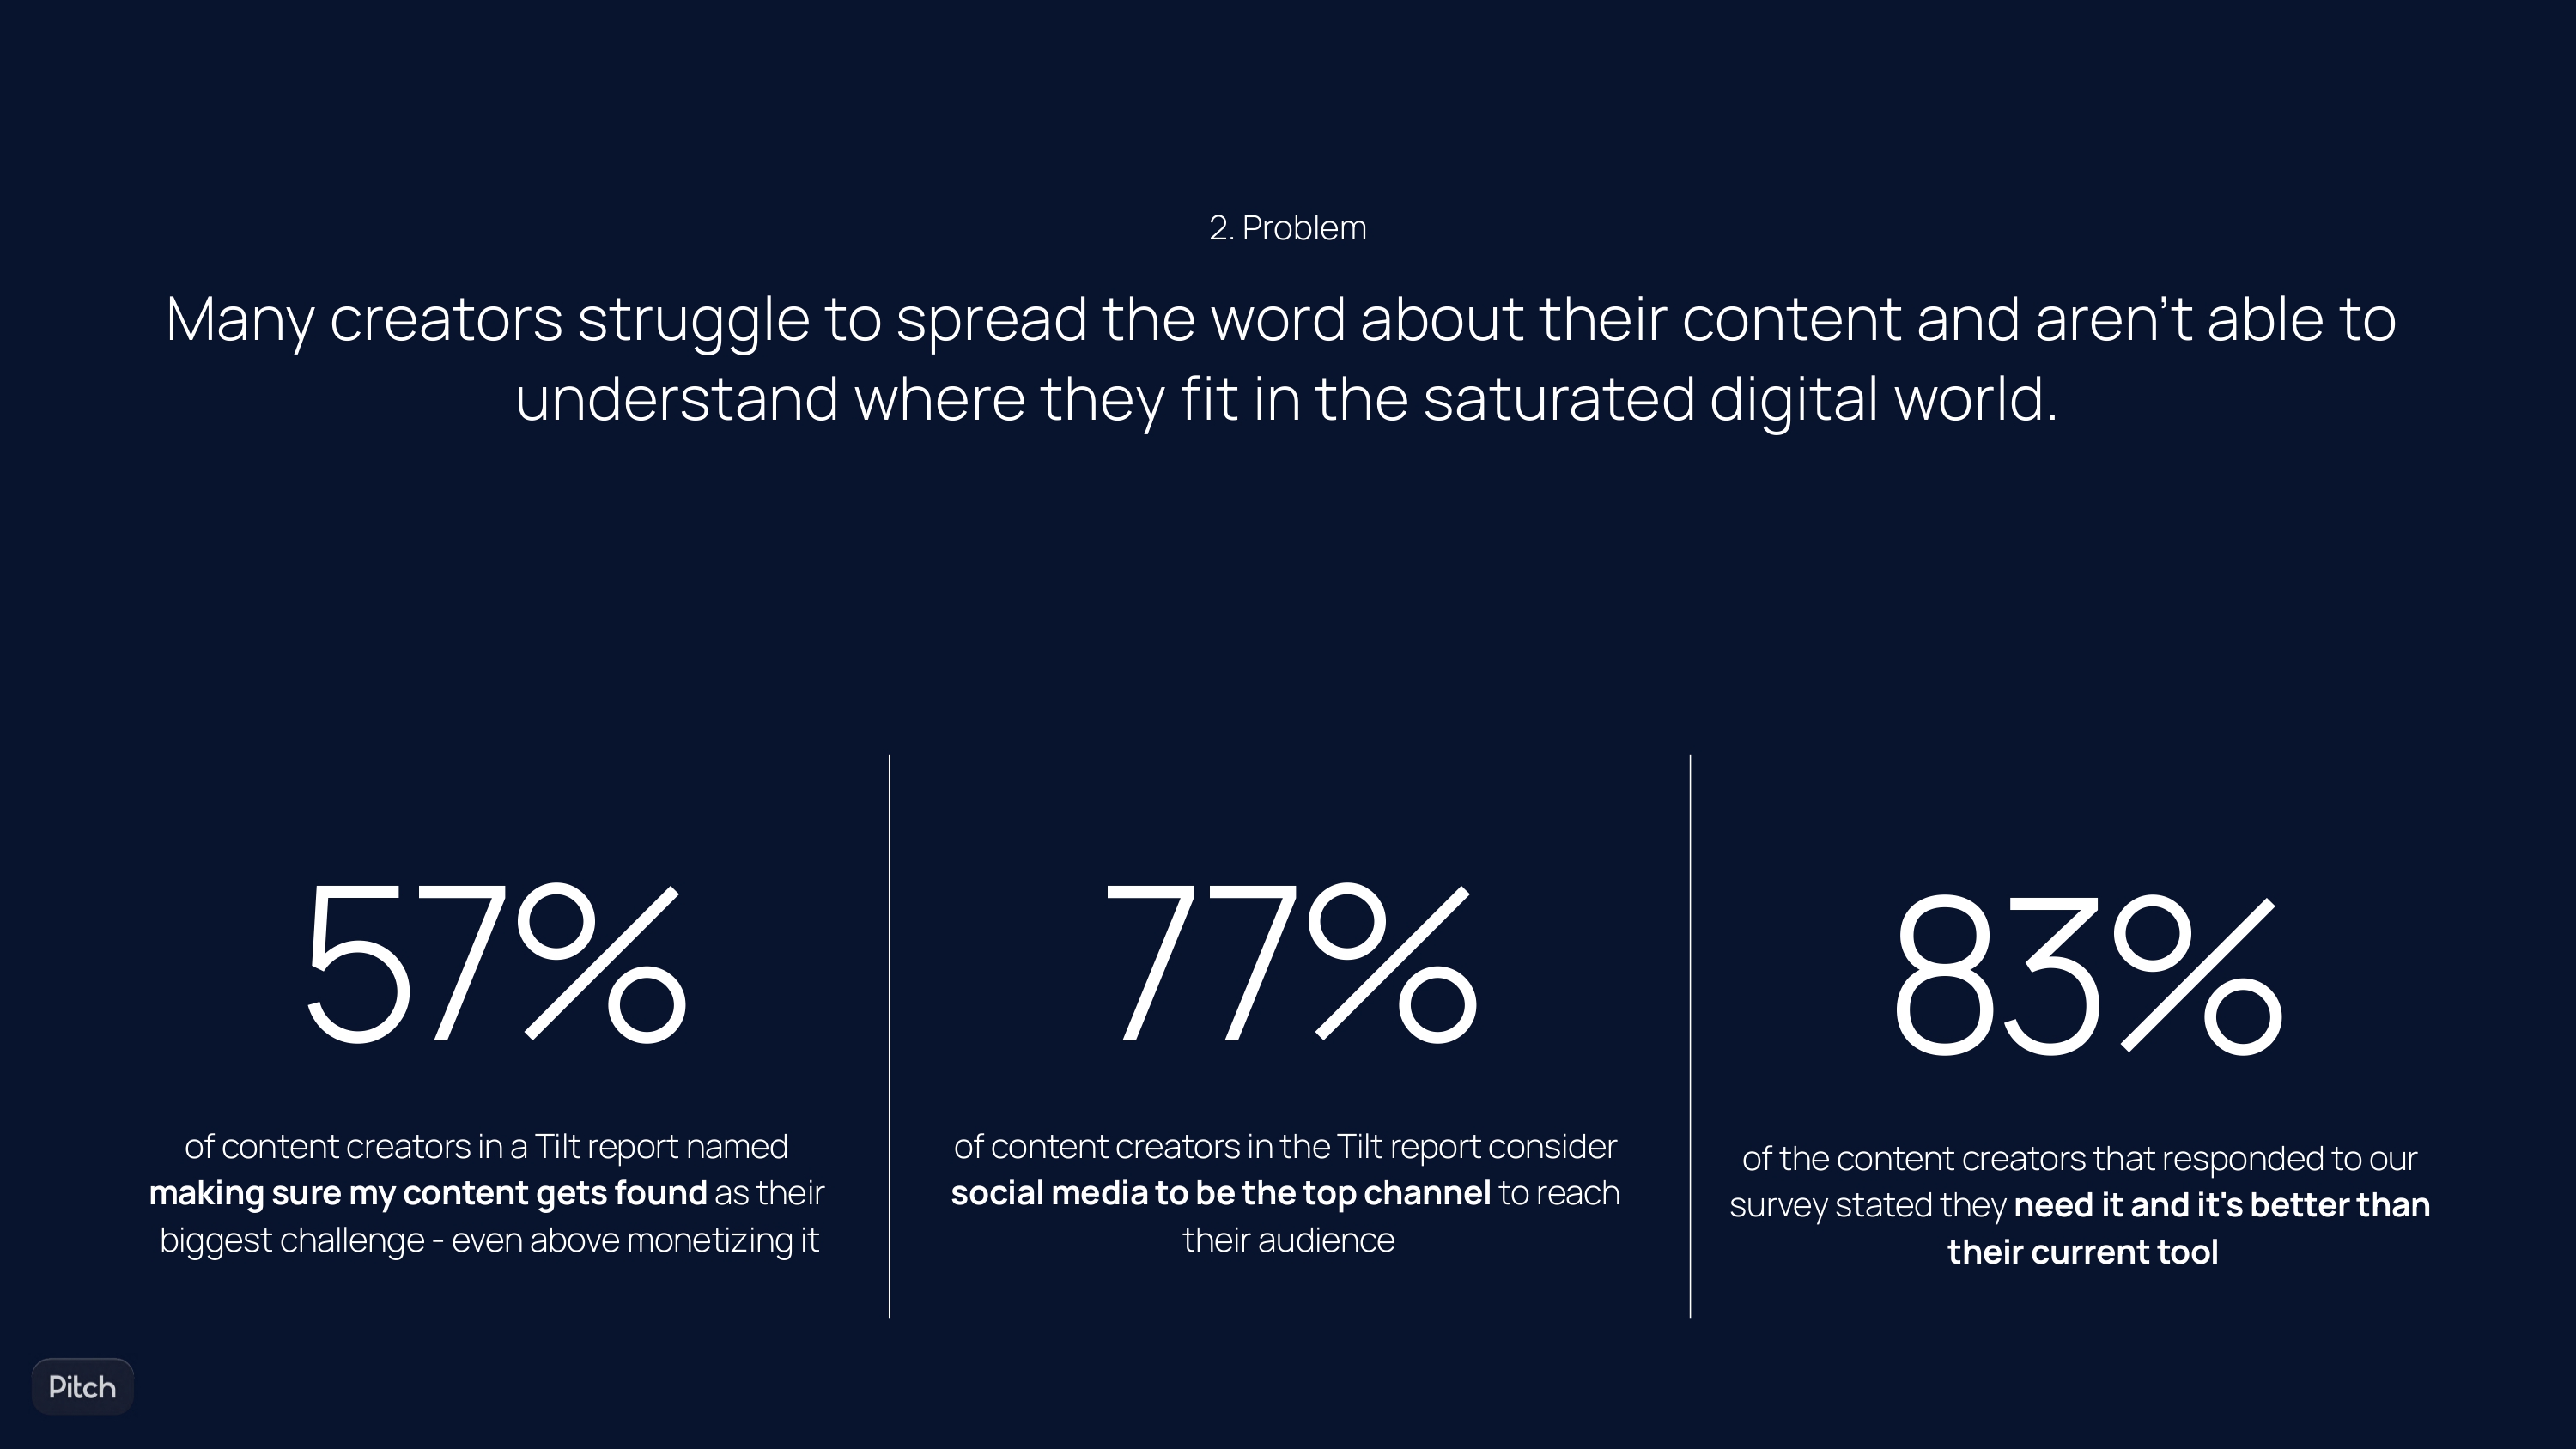 2. Problem
Many creators struggle to spread the word about their content and aren’t able to
understand where they fit in the saturated digital world.
57%
of content creators in a Tilt report named
making sure my content gets found as their
biggest challenge - even above monetizing it
77%
of content creators in the Tilt report consider
social media to be the top channel to reach
their audience
83%
of the content creators that responded to our
survey stated they need it and it's better than
their current tool
Pitch